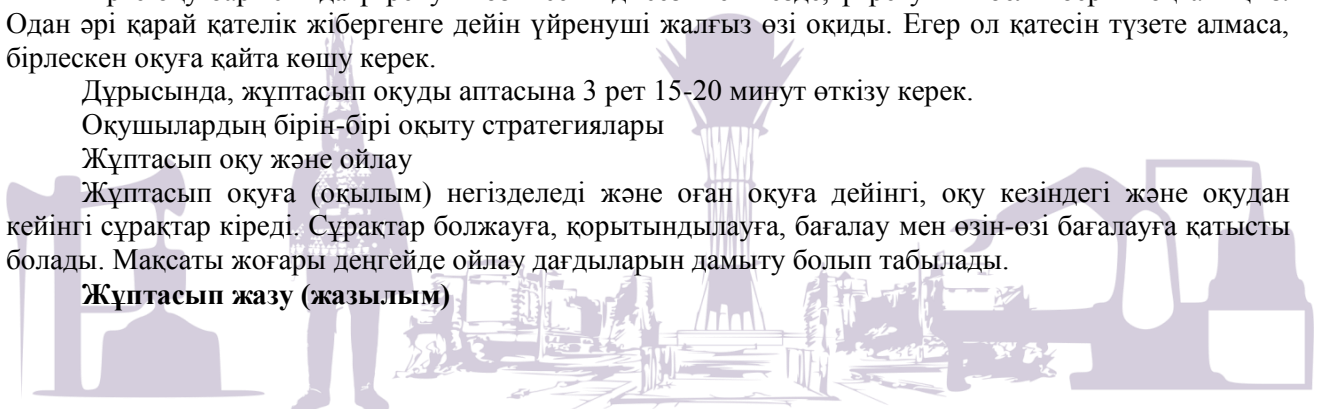 Одан әрі қарай қателік жібергенге дейін үйренуші жалғыз өзі оқиды. Егер ол қатесін түзете алмаса,
бірлескен оқуға қайта көшу керек.
Дұрысында, жұптасып оқуды аптасына 3 рет 15-20 минут өткізу керек.
Оқушылардың бірін-бірі оқыту стратегиялары
Жұптасып оқу және ойлау
Жұптасып оқуға (оқылым) негізделеді және оған оқуға дейінгі, оқу кезіндегі және оқудан
кейінгі сұрақтар кіреді. Сұрақтар болжауға, қорытындылауға, бағалау мен өзін-өзі бағалауға қатысты
болады. Мақсаты жоғары деңгейде ойлау дағдыларын дамыту болып табылады.
Жұптасып жазу (жазылым)